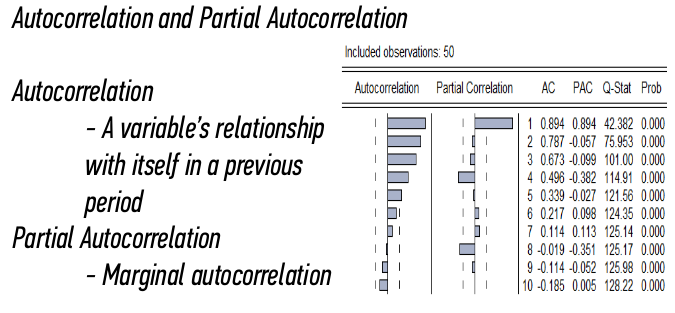 Autocorrelation and Partial Autocorrelation
Included observations: 50
Autocorrelation Partial Correlation AC PAC Q-Stat Prob
1 0.894 0.894 42.382 0.000
2 0.787 -0.057 75.953 0.000
3 0.673 -0.099 101.00 0.000
4 0.496 -0.382 114.91 0.000
5 0.339 -0.027 121.56 0.000
6 0.217 0.098 124.35 0.000
7 0.114 0.113 125.14 0.000
8 -0.019 -0.351 125.17 0.000
9 -0.114 -0.052 125.98 0.000
10 -0.185 0.005 128.22 0.000
Autocorrelation
- A variable's relationship
with itself in a previous
period
Partial Autocorrelation
- Marginal autocorrelation